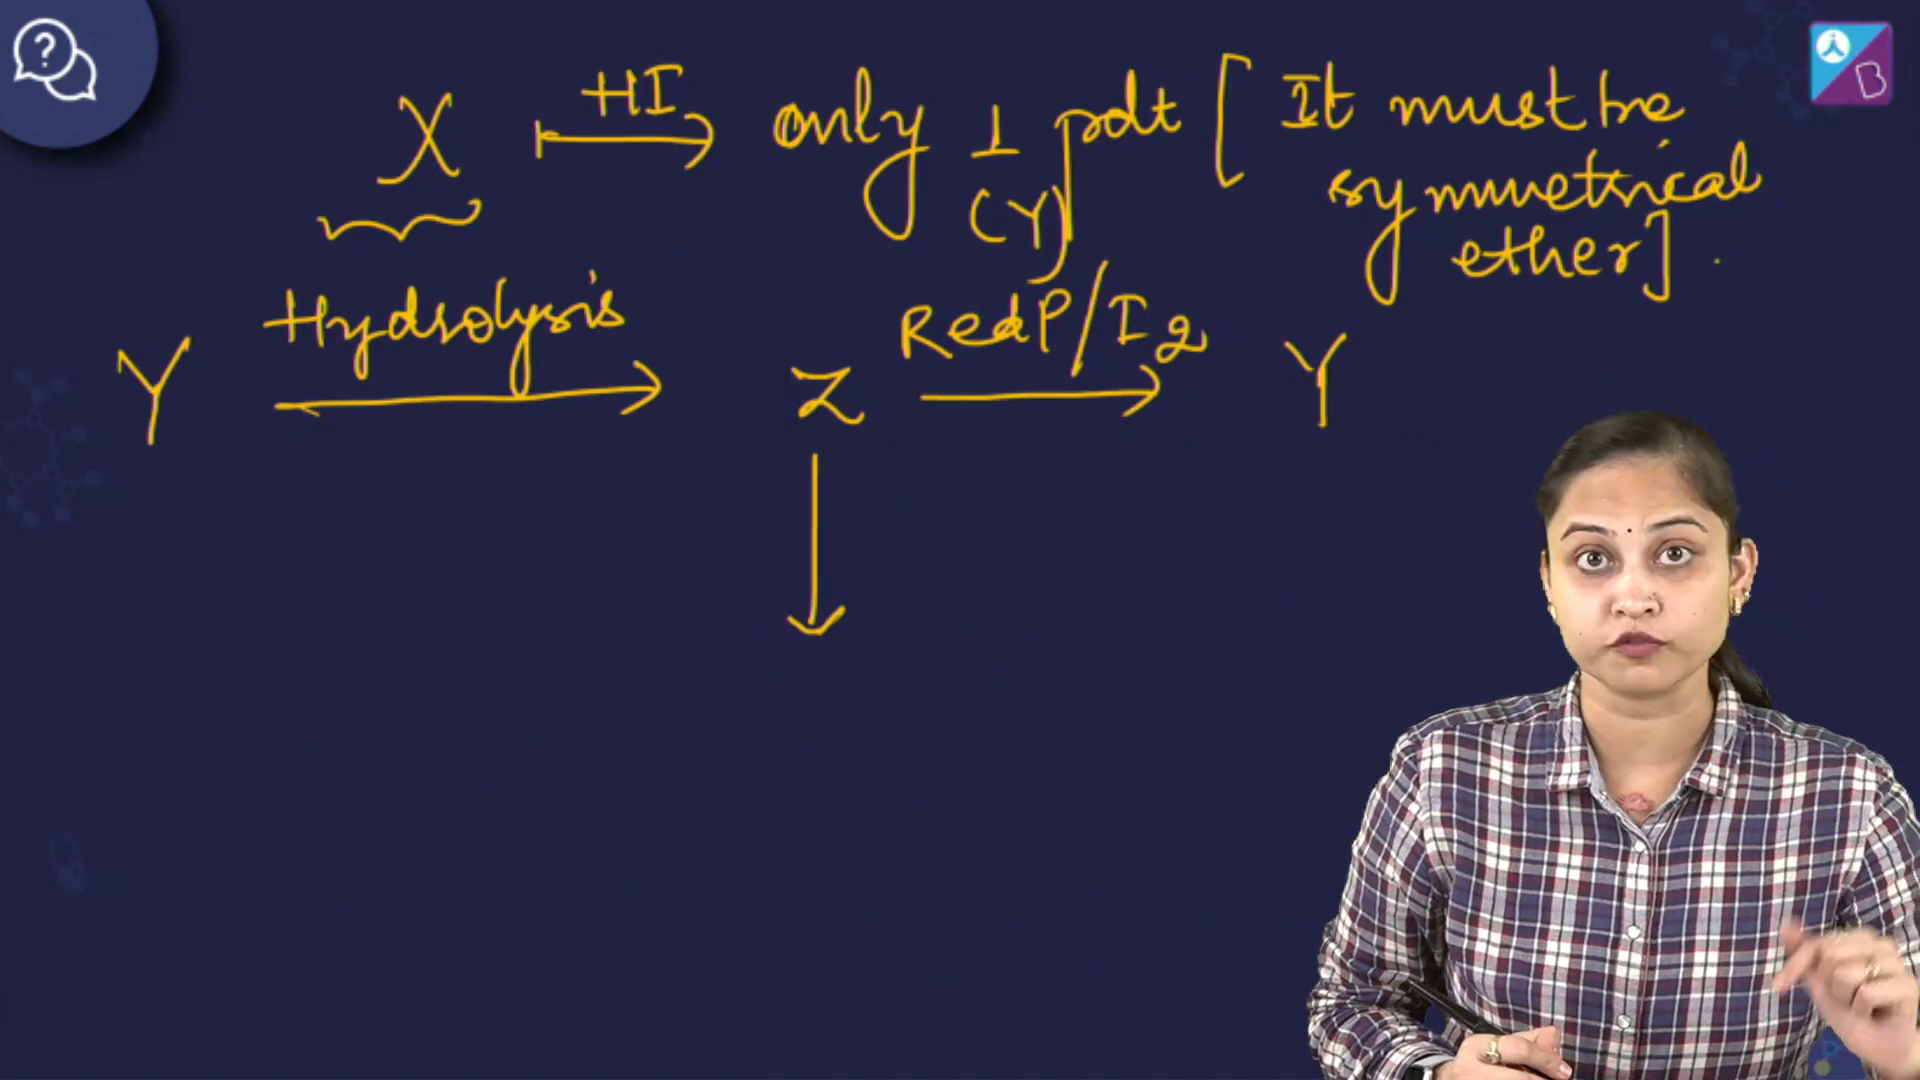 X HI only 1 pdt [ It must be
(Y) symmetrical
ether] .
Y Hydrolysis Z Red P/I2 Y
?
B